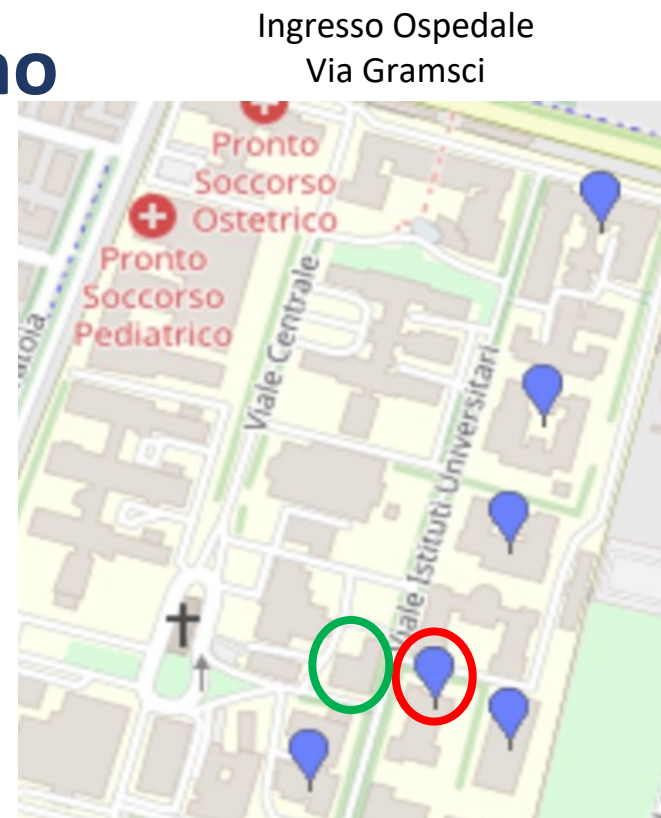 no
Ingresso Ospedale
Via Gramsci
Pronto
Soccorso
Ostetrico
Pronto
Soccorso
Pediatrico
Viale Centrale
Viale Istituti Universitari